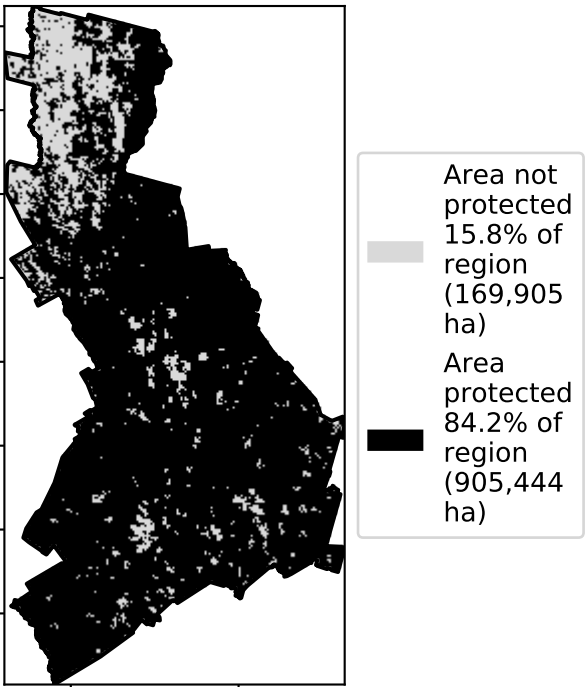 Area not
protected
15.8% of
region
(169,905
ha)
Area
protected
84.2% of
region
(905,444
ha)